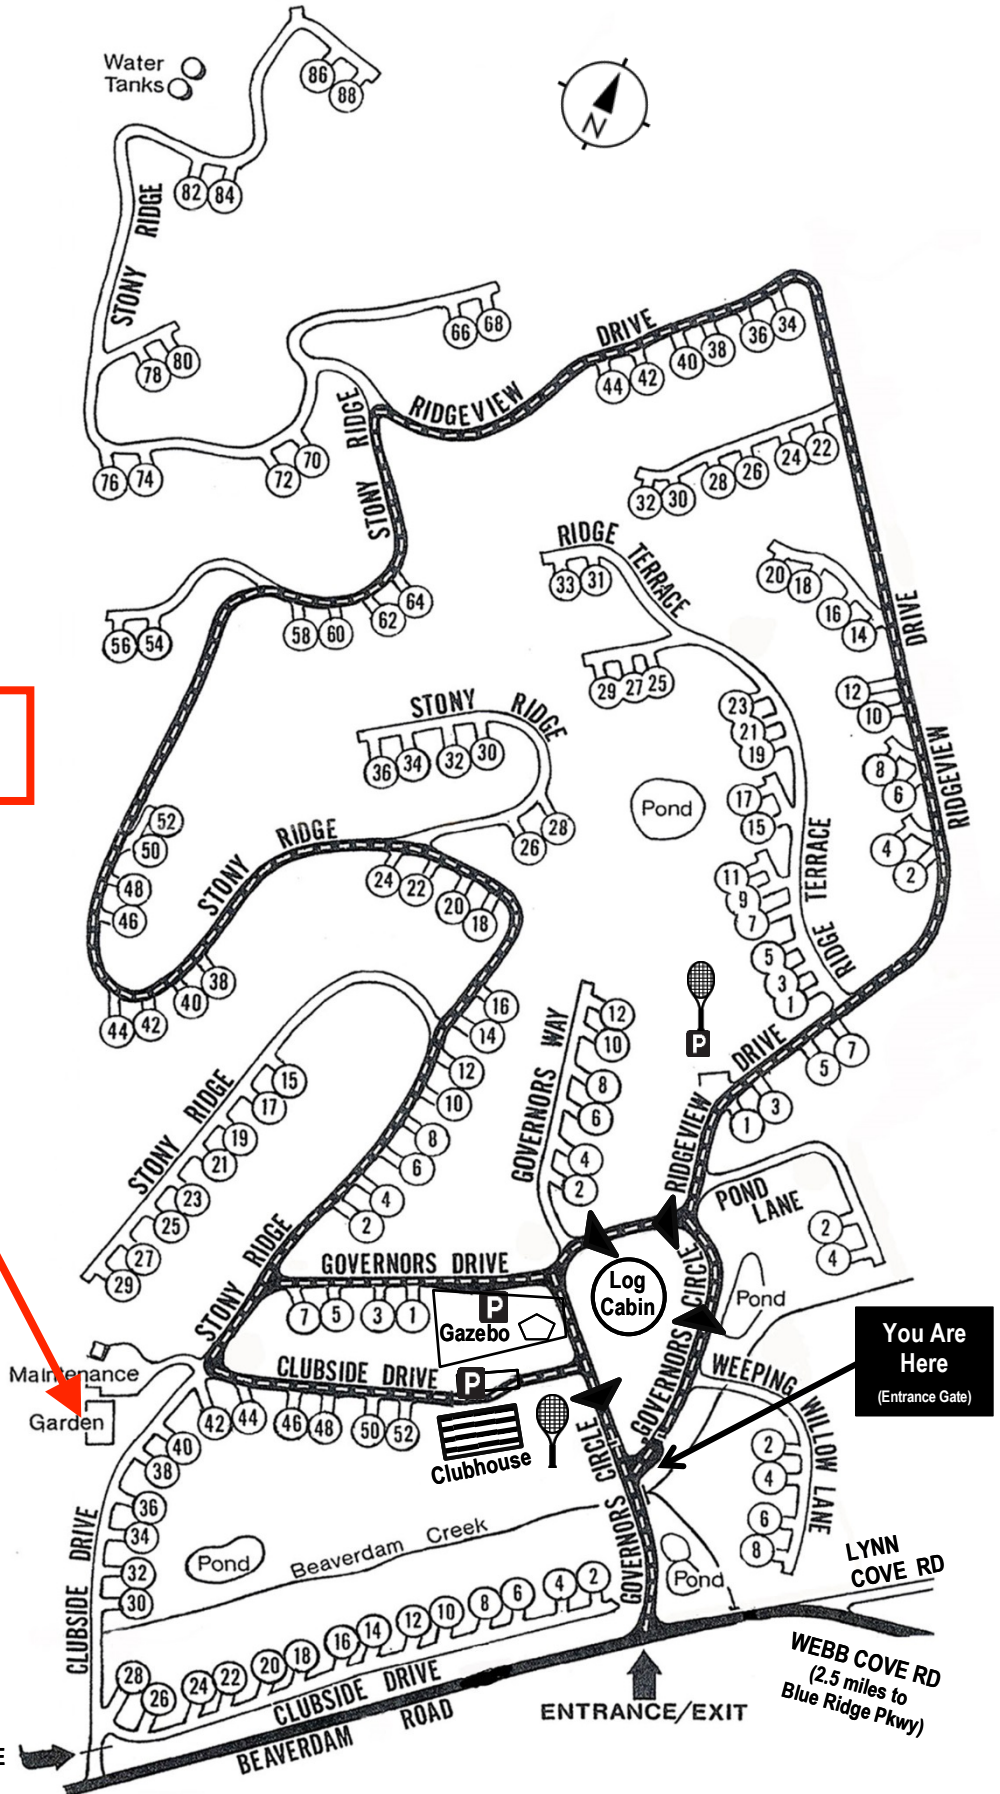 Water
Tanks
86
88
N
82
84
STONY RIDGE
78
80
66
68
RIDGEVIEW DRIVE
44
42
40
38
36
34
76
74
72
70
STONY RIDGE
32
30
28
26
24
22
RIDGE TERRACE
33
31
20
18
16
14
29
27
25
56
54
58
60
62
64
12
10
8
6
4
2
RIDGEVIEW DRIVE
23
21
19
17
15
11
9
7
5
3
1
RIDGE TERRACE
Pond
STONY RIDGE
36
34
32
30
28
26
52
50
48
46
44
42
40
38
STONY RIDGE
24
22
20
18
16
14
12
10
8
6
4
2
STONY RIDGE
15
17
19
21
23
25
27
29
GOVERNORS WAY
12
10
8
6
4
2
P
RIDGEVIEW DRIVE
7
5
3
1
POND
LANE
2
4
STONY RIDGE
GOVERNORS DRIVE
7
5
3
1
P
Gazebo
Log
Cabin
GOVERNORS CIRCLE
Pond
You Are
Here
(Entrance Gate)
Maintenance
Garden
CLUBSIDE DRIVE
P
42
44
46
48
50
52
Clubhouse
GOVERNORS CIRCLE
WEEPING WILLOW LANE
2
4
6
8
40
38
36
34
32
30
CLUBSIDE DRIVE
Pond
Beaverdam Creek
Pond
LYNN
COVE RD
28
26
24
22
20
18
16
14
12
10
8
6
4
2
CLUBSIDE DRIVE
BEAVERDAM ROAD
ENTRANCE/EXIT
WEBB COVE RD
(2.5 miles to
Blue Ridge Pkwy)
E